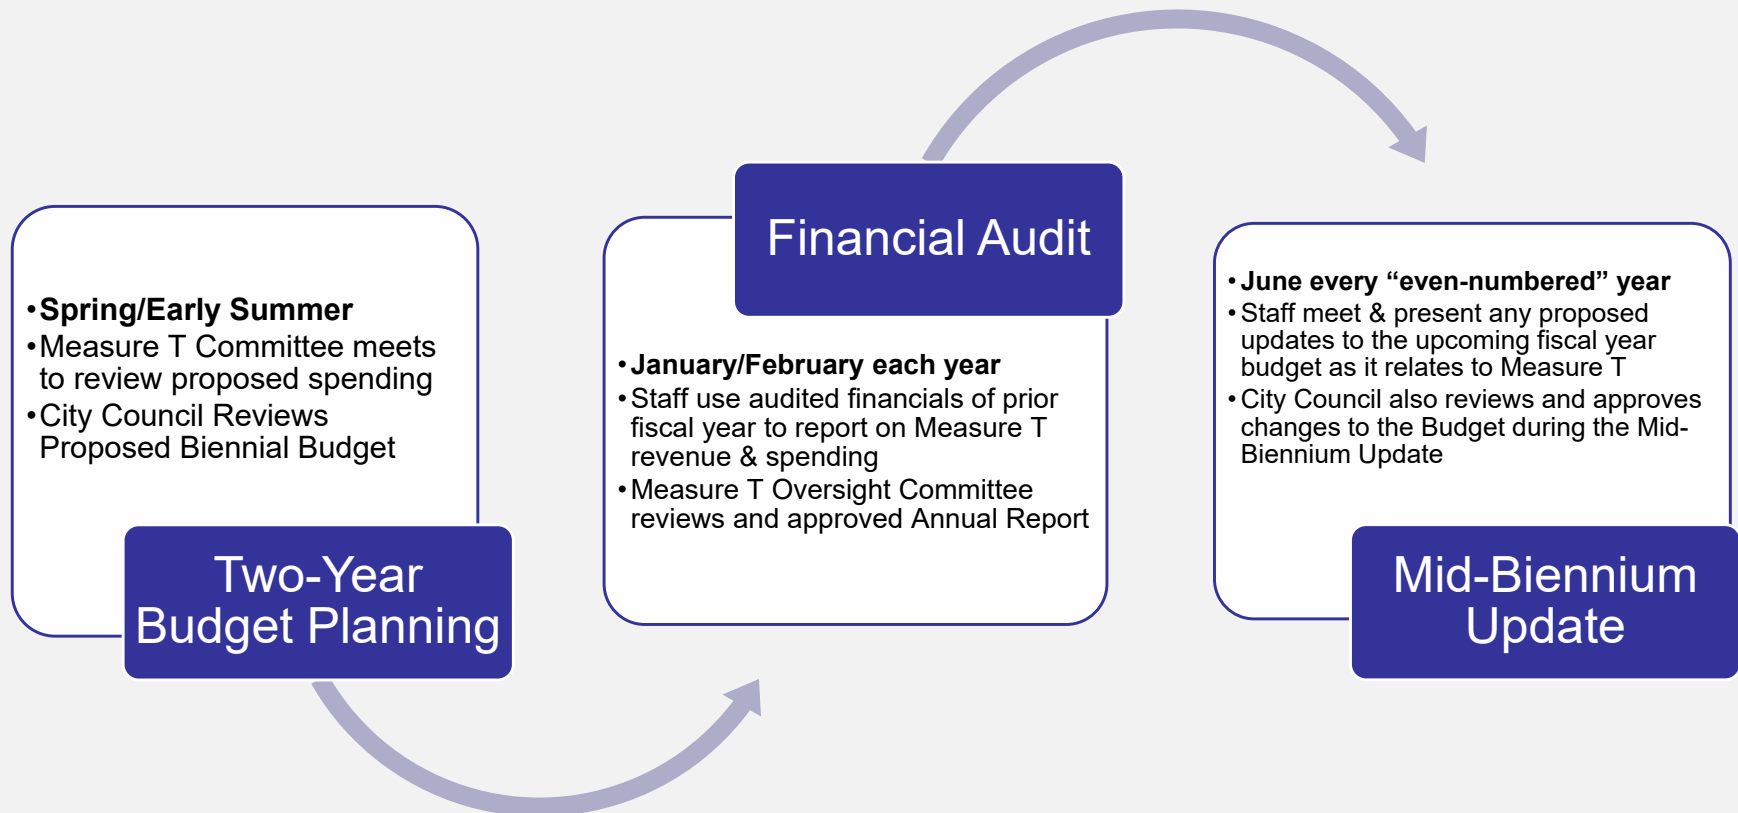 •Spring/Early Summer
•Measure T Committee meets
to review proposed spending
•City Council Reviews
Proposed Biennial Budget
Two-Year
Budget Planning
Financial Audit
•January/February each year
•Staff use audited financials of prior
fiscal year to report on Measure T
revenue & spending
•Measure T Oversight Committee
reviews and approved Annual Report
•June every “even-numbered” year
•Staff meet & present any proposed
updates to the upcoming fiscal year
budget as it relates to Measure T
•City Council also reviews and approves
changes to the Budget during the Mid-
Biennium Update
Mid-Biennium
Update